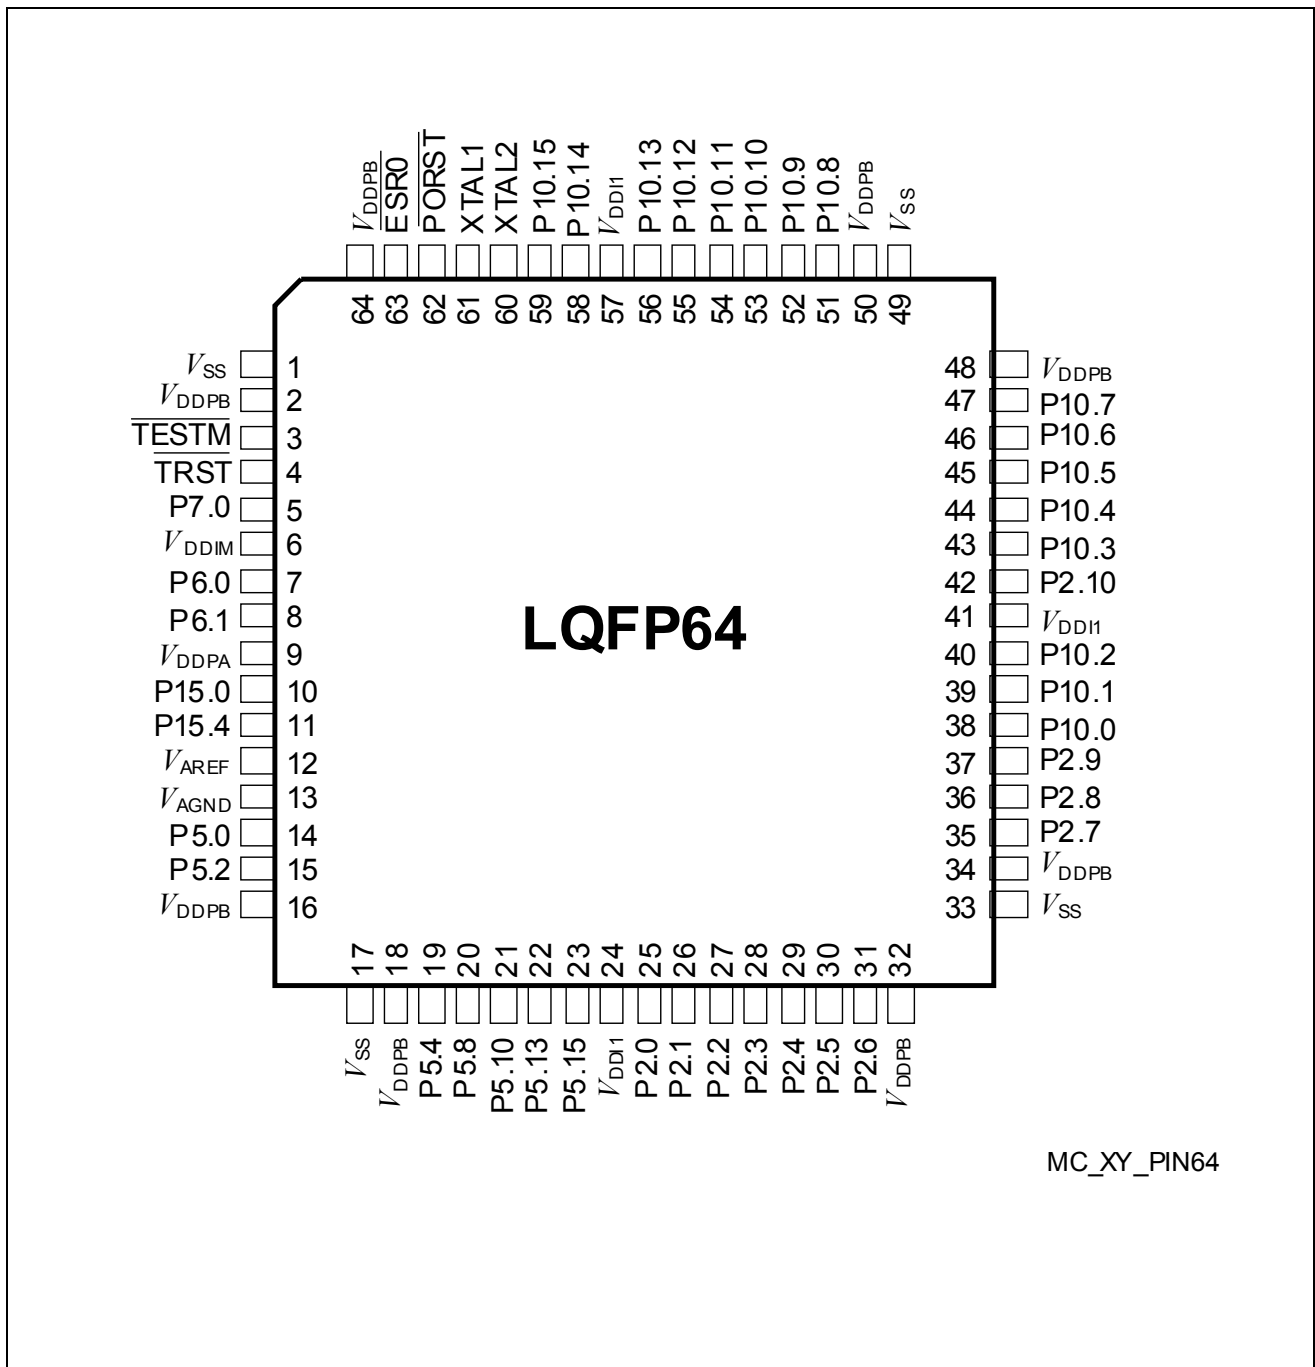 VDDPB
ESR0
PORST
XTAL1
XTAL2
P10.15
P10.14
VDDI1
P10.13
P10.12
P10.11
P10.10
P10.9
P10.8
VDDPB
VSS
64
63
62
61
60
59
58
57
56
55
54
53
52
51
50
49
VSS 1
VDDPB 2
TESTM 3
TRST 4
P7.0 5
VDDIM 6
P6.0 7
P6.1 8
VDDPA 9
P15.0 10
P15.4 11
VAREF 12
VAGND 13
P5.0 14
P5.2 15
VDDPB 16
LQFP64
48 VDDPB
47 P10.7
46 P10.6
45 P10.5
44 P10.4
43 P10.3
42 P2.10
41 VDDI1
40 P10.2
39 P10.1
38 P10.0
37 P2.9
36 P2.8
35 P2.7
34 VDDPB
33 VSS
17
18
19
20
21
22
23
24
25
26
27
28
29
30
31
32
VSS
VDDPB
P5.4
P5.8
P5.10
P5.13
P5.15
VDDI1
P2.0
P2.1
P2.2
P2.3
P2.4
P2.5
P2.6
VDDPB
MC_XY_PIN64